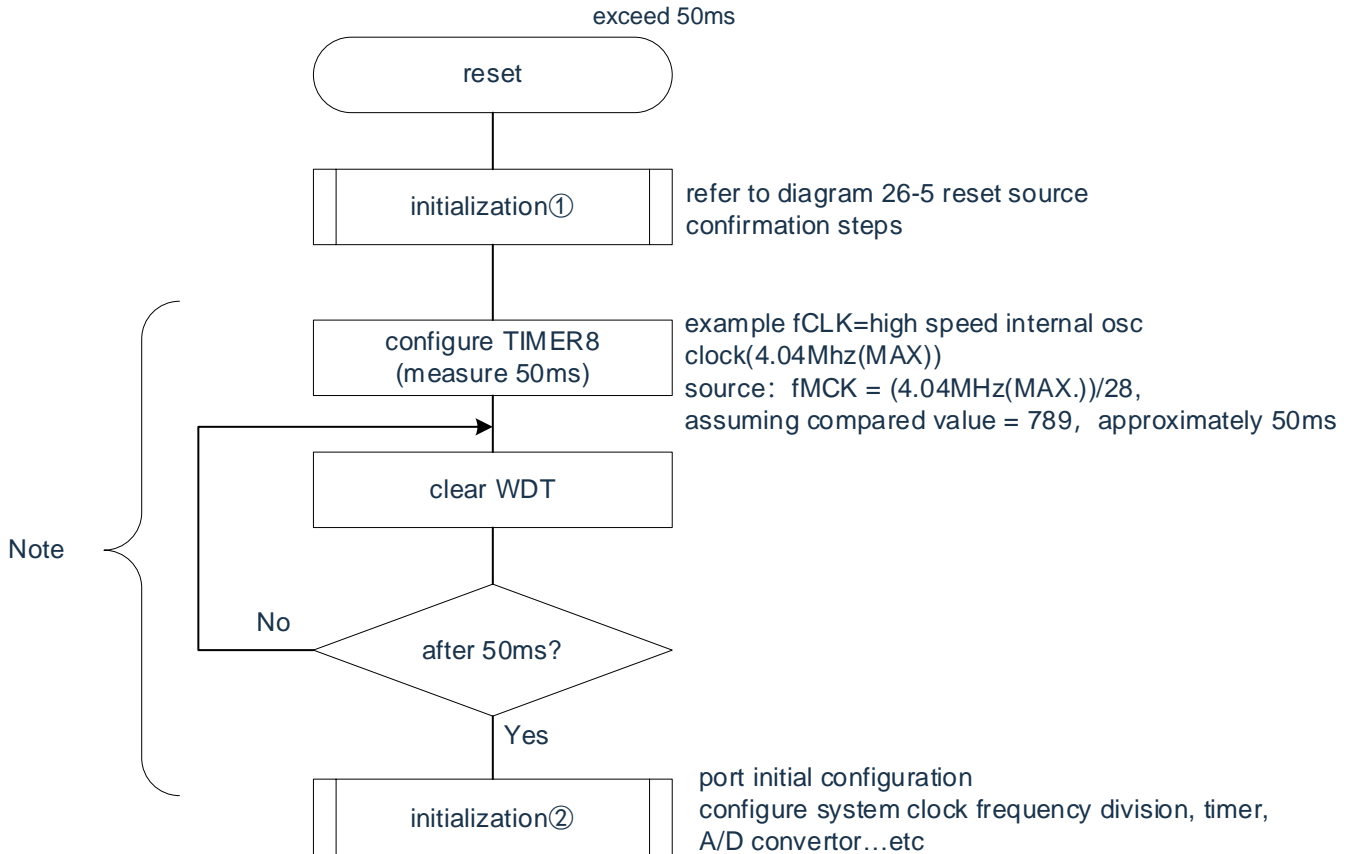 exceed 50ms
reset
initialization①
refer to diagram 26-5 reset source
confirmation steps
configure TIMER8
(measure 50ms)
example fCLK=high speed internal osc
clock(4.04Mhz(MAX))
source：fMCK = (4.04MHz(MAX.))/28,
assuming compared value = 789，approximately 50ms
clear WDT
Note
No
after 50ms?
Yes
initialization②
port initial configuration
configure system clock frequency division, timer,
A/D convertor…etc